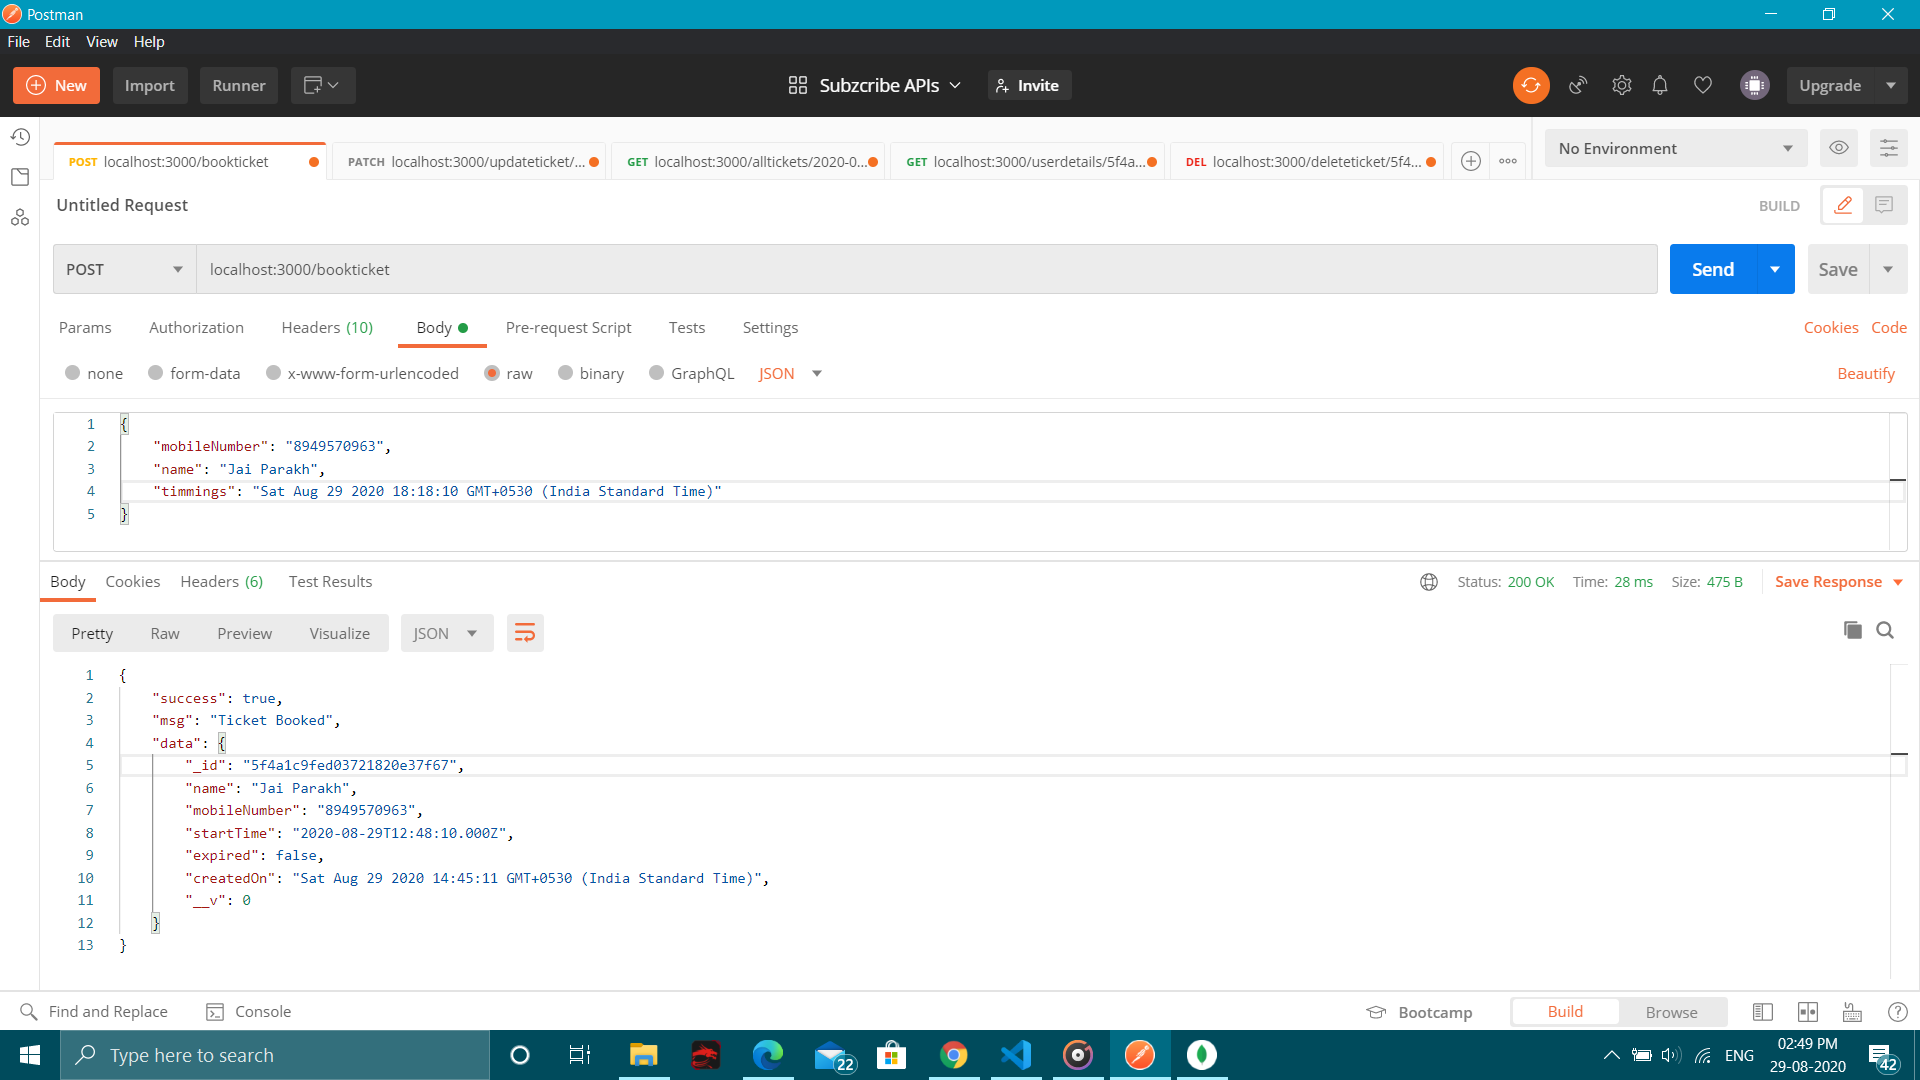 Postman
File Edit View Help
New Import Runner Subzcribe APIs Invite Upgrade
POST localhost:3000/bookticket PATCH localhost:3000/updateticket/... GET localhost:3000/alltickets/2020-0... GET localhost:3000/userdetails/5f4a... DEL localhost:3000/deleteticket/5f4... No Environment
Untitled Request BUILD
POST localhost:3000/bookticket Send Save
Params Authorization Headers (10) Body Pre-request Script Tests Settings Cookies Code
none form-data x-www-form-urlencoded raw binary GraphQL JSON Beautify
1 {
2 "mobileNumber": "8949570963",
3 "name": "Jai Parakh",
4 "timmings": "Sat Aug 29 2020 18:18:10 GMT+0530 (India Standard Time)"
5 }
Body Cookies Headers (6) Test Results Status: 200 OK Time: 28 ms Size: 475 B Save Response
Pretty Raw Preview Visualize JSON
1 {
2 "success": true,
3 "msg": "Ticket Booked",
4 "data": {
5 "_id": "5f4a1c9fed03721820e37f67",
6 "name": "Jai Parakh",
7 "mobileNumber": "8949570963",
8 "startTime": "2020-08-29T12:48:10.000Z",
9 "expired": false,
10 "createdOn": "Sat Aug 29 2020 14:45:11 GMT+0530 (India Standard Time)",
11 "__v": 0
12 }
13 }
Find and Replace Console Bootcamp Build Browse
Type here to search 22 ENG 02:49 PM 42
29-08-2020